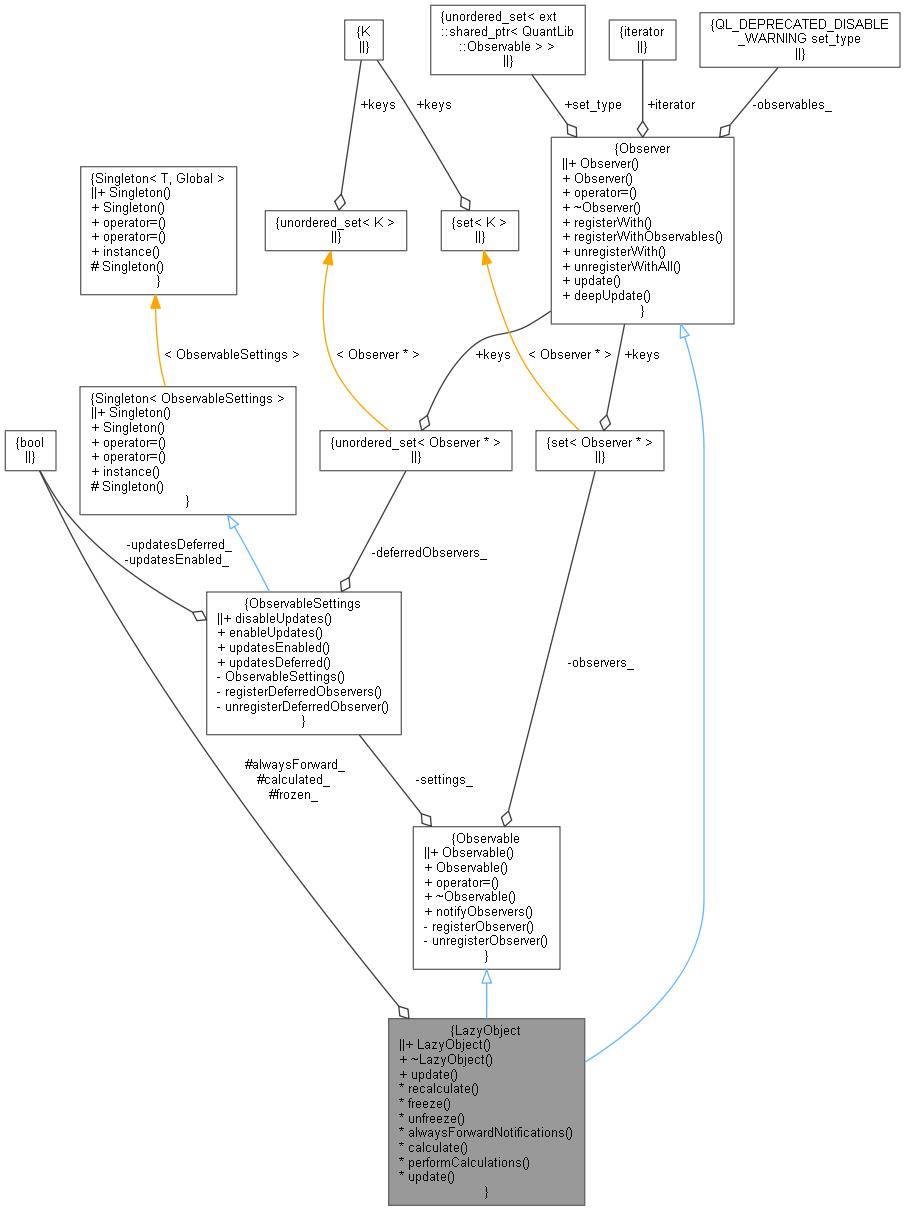 {K
||}
{unordered_set< ext
::shared_ptr< QuantLib
::Observable > >
||}
{iterator
||}
{QL_DEPRECATED_DISABLE
_WARNING set_type
||}
+keys
+keys
+set_type
+iterator
-observables_
{Singleton< T, Global >
||+ Singleton()
+ Singleton()
+ operator=()
+ operator=()
+ instance()
# Singleton()
}
{unordered_set< K >
||}
{set< K >
||}
{Observer
||+ Observer()
+ Observer()
+ operator=()
+ ~Observer()
+ registerWith()
+ registerWithObservables()
+ unregisterWith()
+ unregisterWithAll()
+ update()
+ deepUpdate()
}
< ObservableSettings >
< Observer * >
+keys
< Observer * >
+keys
{Singleton< ObservableSettings >
||+ Singleton()
+ Singleton()
+ operator=()
+ operator=()
+ instance()
# Singleton()
}
{bool
||}
{unordered_set< Observer * >
||}
{set< Observer * >
||}
-updatesDeferred_
-updatesEnabled_
-deferredObservers_
{ObservableSettings
||+ disableUpdates()
+ enableUpdates()
+ updatesEnabled()
+ updatesDeferred()
- ObservableSettings()
- registerDeferredObservers()
- unregisterDeferredObserver()
}
-observers_
#alwaysForward_
#calculated_
#frozen_
-settings_
{Observable
||+ Observable()
+ Observable()
+ operator=()
+ ~Observable()
+ notifyObservers()
- registerObserver()
- unregisterObserver()
}
{LazyObject
||+ LazyObject()
+ ~LazyObject()
+ update()
* recalculate()
* freeze()
* unfreeze()
* alwaysForwardNotifications()
* calculate()
* performCalculations()
* update()
}